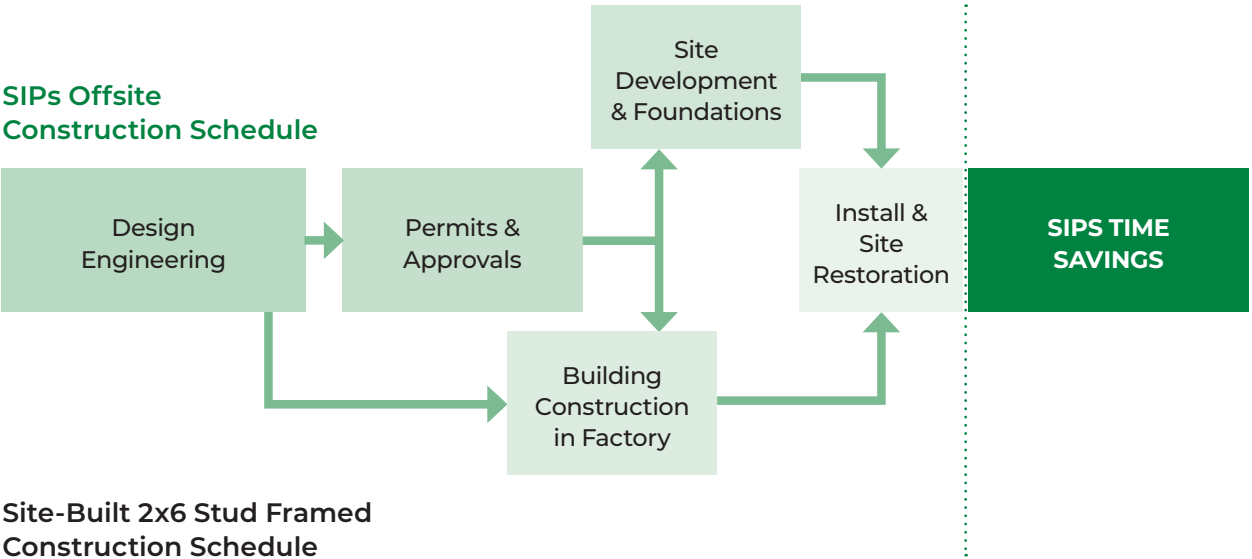 SIPs Offsite
Construction Schedule
Design
Engineering
Permits &
Approvals
Site
Development
& Foundations
Building
Construction
in Factory
Install &
Site
Restoration
SIPS TIME
SAVINGS
Site-Built 2x6 Stud Framed
Construction Schedule